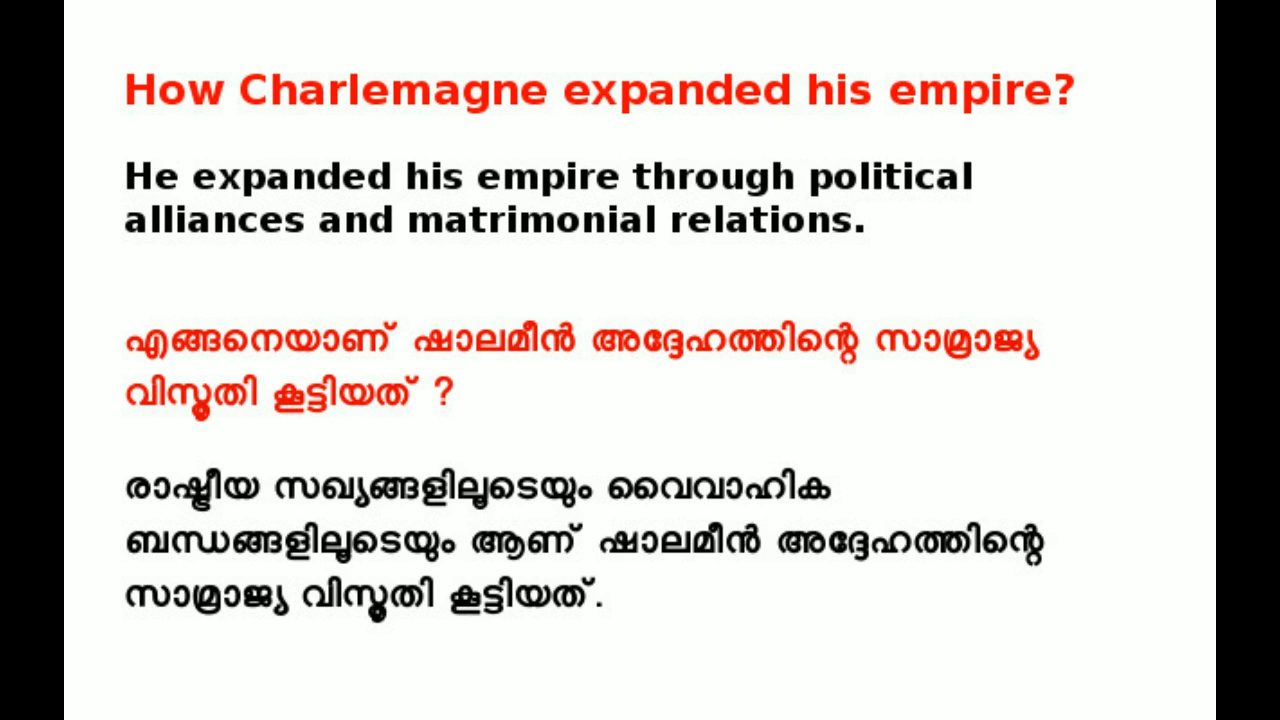 How Charlemagne expanded his empire?
He expanded his empire through political
alliances and matrimonial relations.
എങ്ങനെയാണ് ഷാലമീൻ അദ്ദേഹത്തിന്റെ സാമ്രാജ്യ
വിസ്തൃതി കൂട്ടിയത് ?
രാഷ്ട്രീയ സഖ്യങ്ങളിലൂടെയും വൈവാഹിക
ബന്ധങ്ങളിലൂടെയും ആണ് ഷാലമീൻ അദ്ദേഹത്തിന്റെ
സാമ്രാജ്യ വിസ്തൃതി കൂട്ടിയത്.